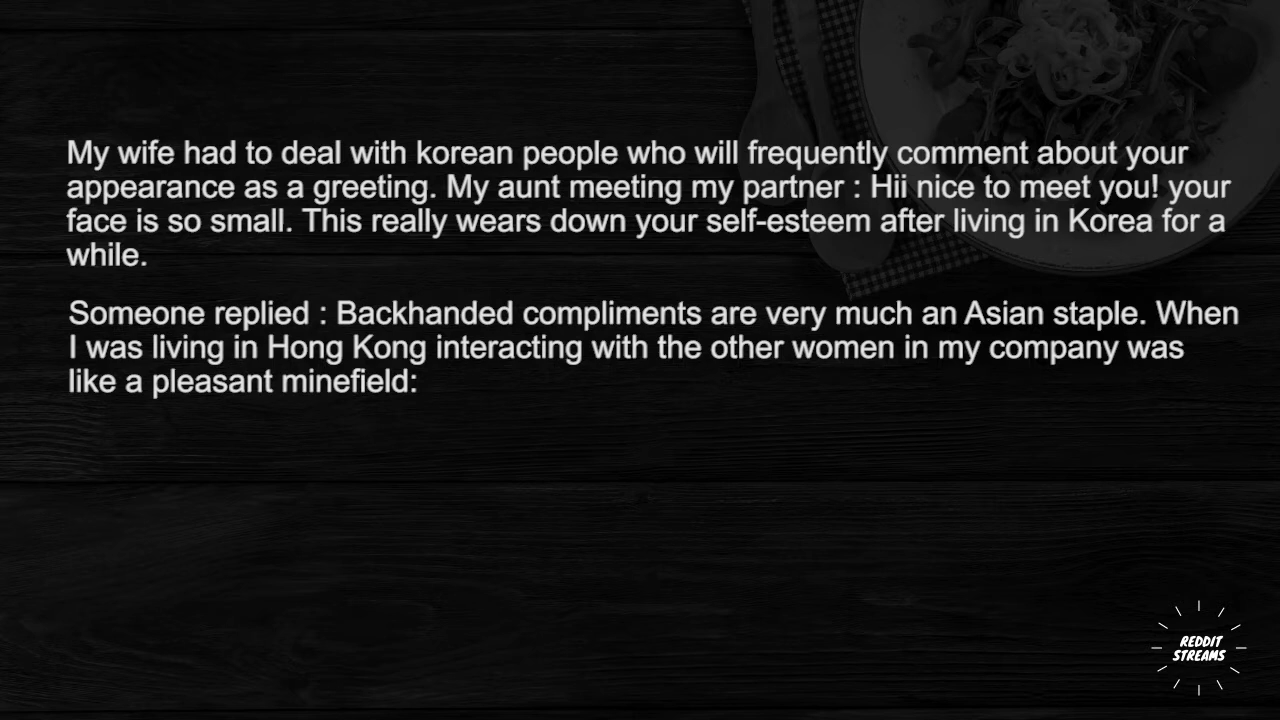 My wife had to deal with korean people who will frequently comment about your
appearance as a greeting. My aunt meeting my partner : Hii nice to meet you! your
face is so small. This really wears down your self-esteem after living in Korea for a
while.
Someone replied : Backhanded compliments are very much an Asian staple. When
I was living in Hong Kong interacting with the other women in my company was
like a pleasant minefield:
REDDIT
STREAMS